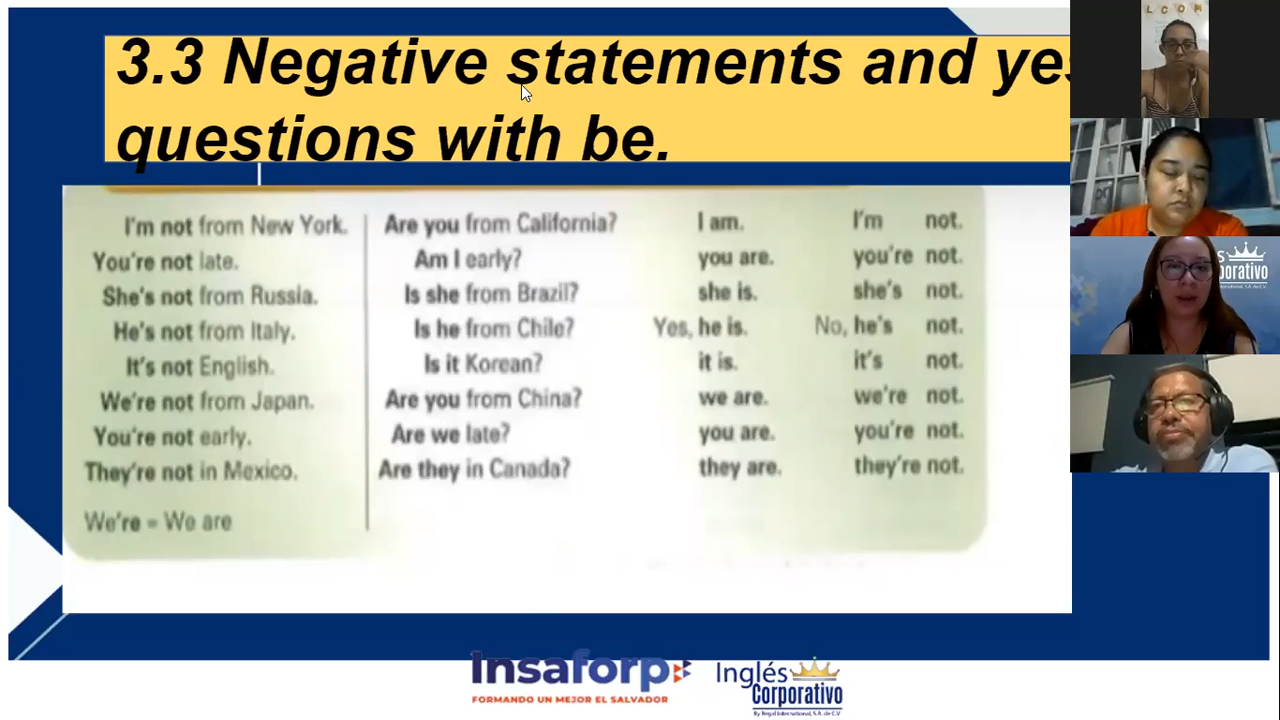 3.3 Negative statements and yes
questions with be.
I'm not from New York.
You're not late.
She's not from Russia.
He's not from Italy.
It's not English.
We're not from Japan.
You're not early.
They're not in Mexico.
We're = We are
Are you from California?
Am I early?
Is she from Brazil?
Is he from Chile?
Is it Korean?
Are you from China?
Are we late?
Are they in Canada?
I am.
you are.
she is.
Yes, he is.
it is.
we are.
you are.
they are.
I'm not.
you're not.
she's not.
No, he's not.
it's not.
we're not.
you're not.
they're not.
Insaforp
FORMANDO UN MEJOR EL SALVADOR
Inglés
Corporativo
By Regal International, S.A. de C.V.
L C O M